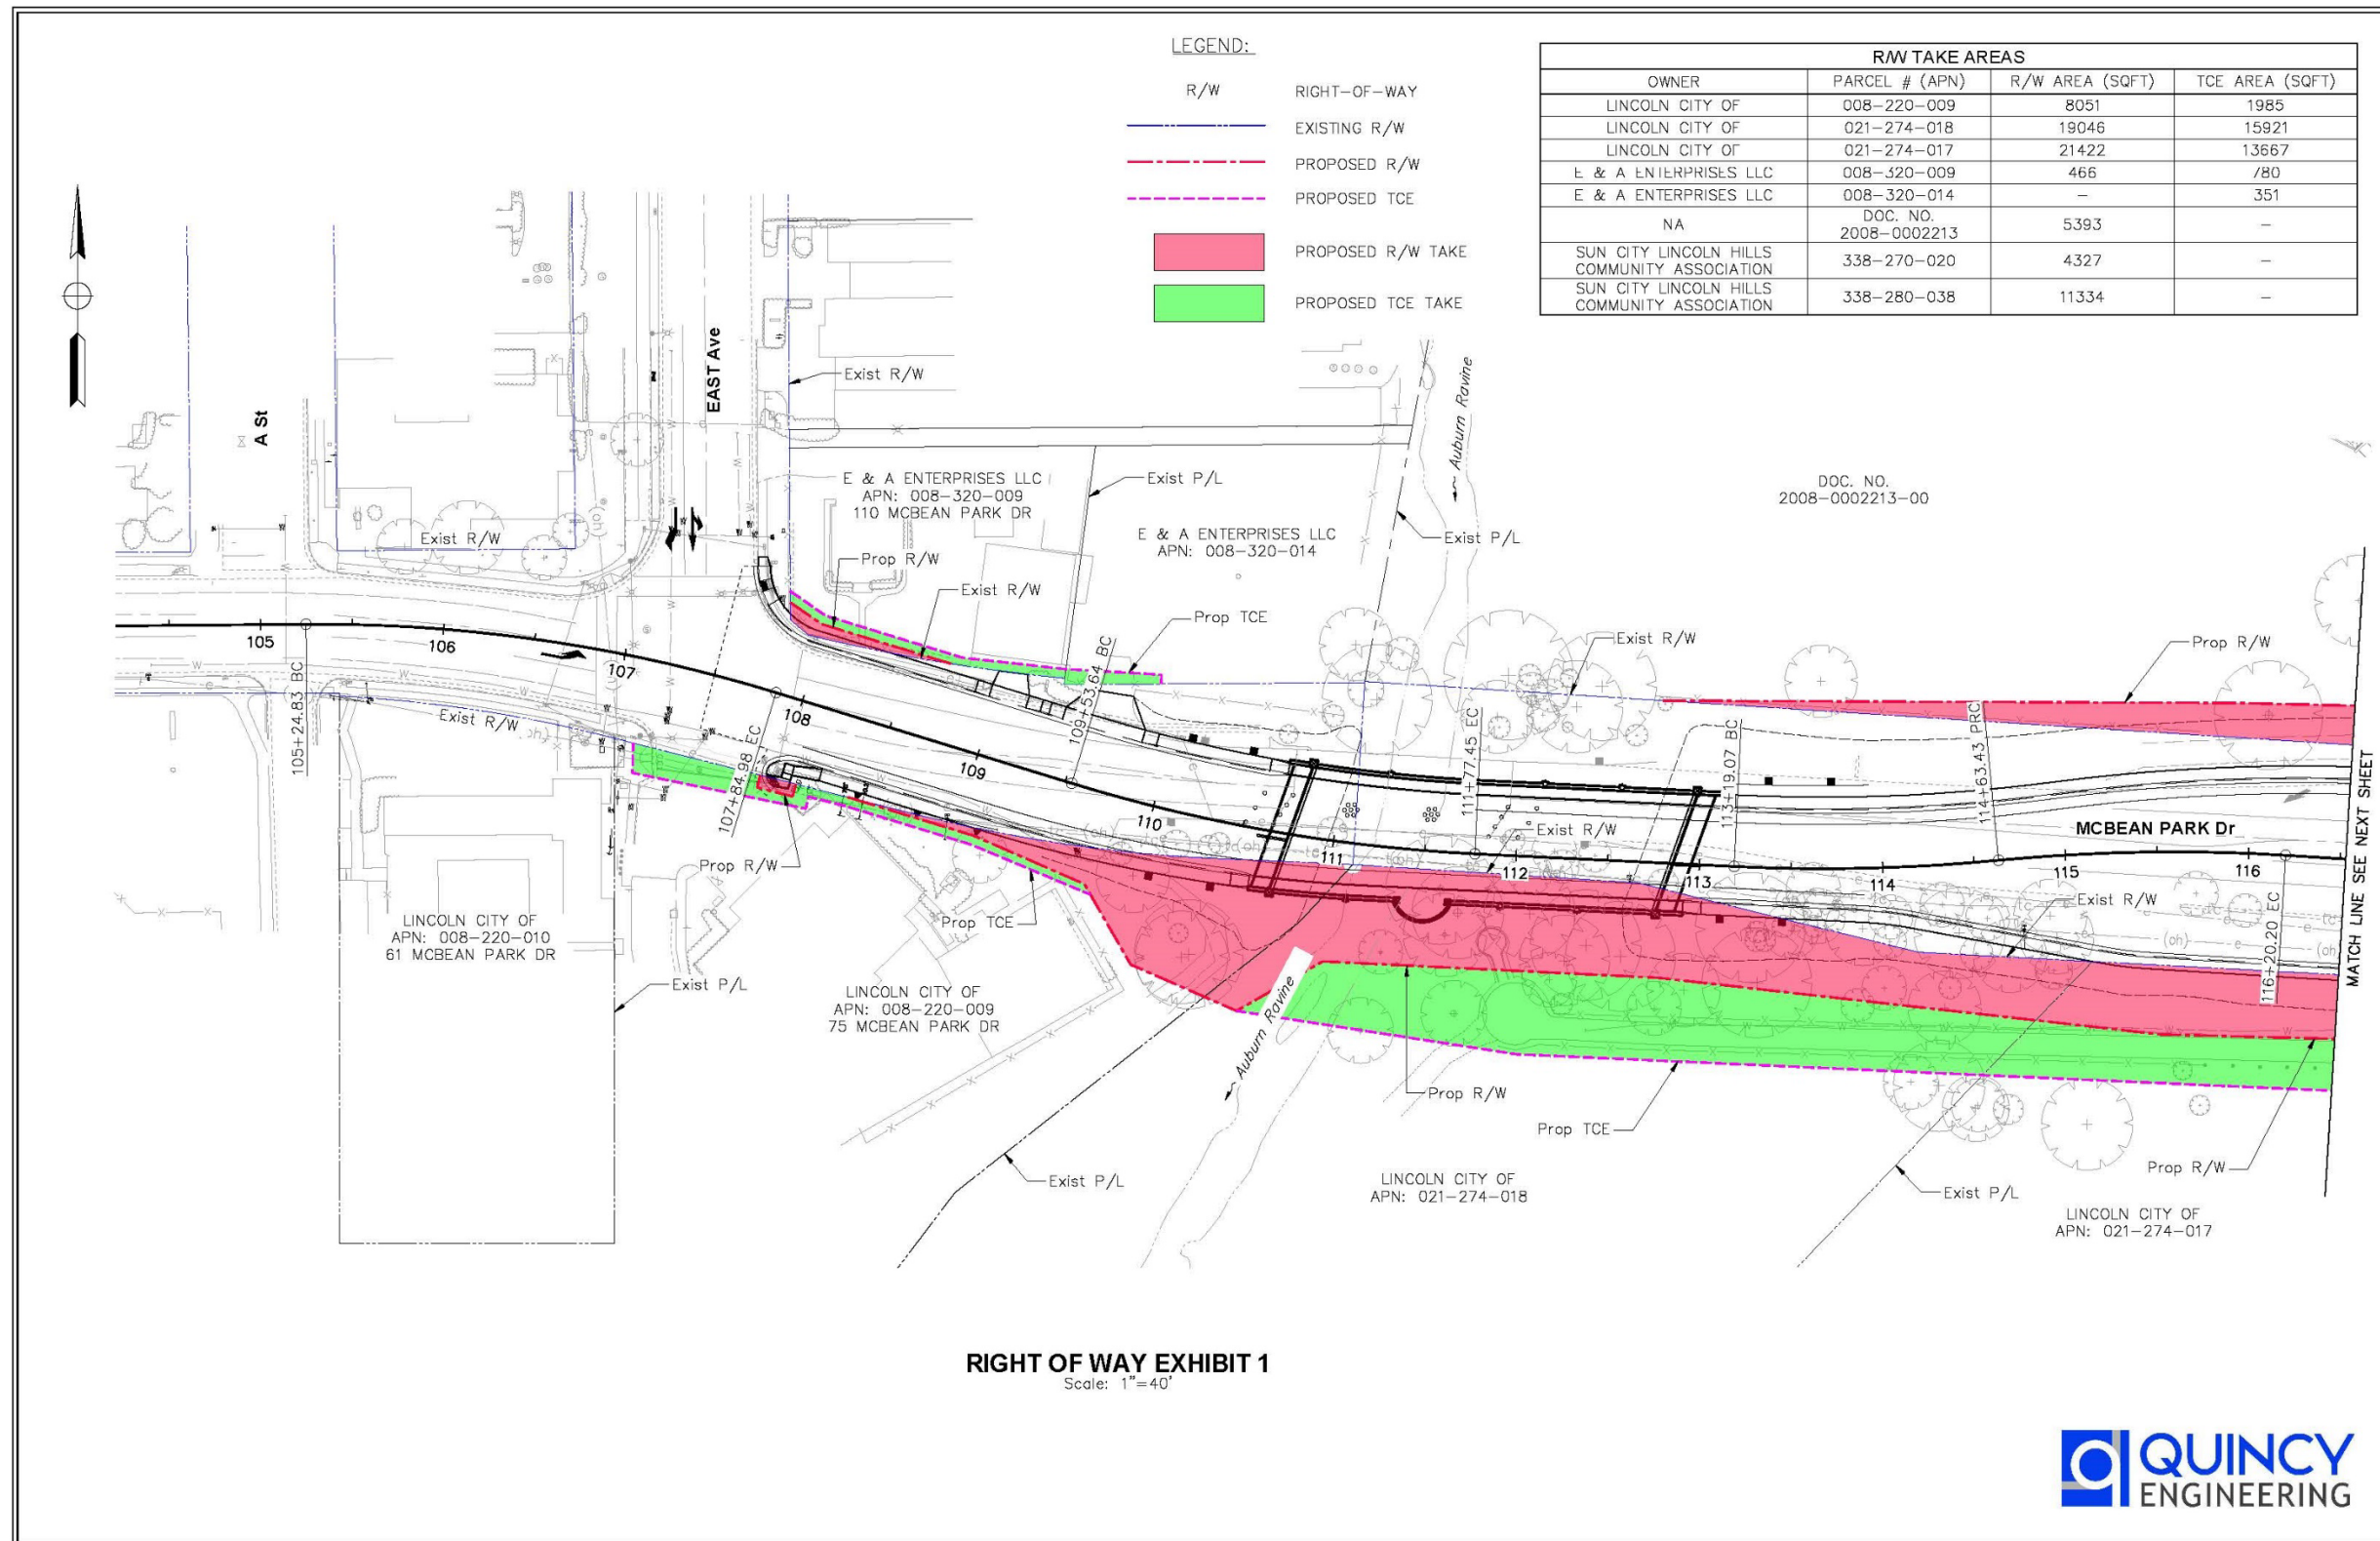 LEGEND:
R/W RIGHT-OF-WAY
EXISTING R/W
PROPOSED R/W
PROPOSED TCE
PROPOSED R/W TAKE
PROPOSED TCE TAKE
R/W TAKE AREAS
OWNER PARCEL # (APN) R/W AREA (SQFT) TCE AREA (SQFT)
LINCOLN CITY OF 008-220-009 8051 1985
LINCOLN CITY OF 021-274-018 19046 15921
LINCOLN CITY OF 021-274-017 21422 13667
E & A ENTERPRISES LLC 008-320-009 466 780
E & A ENTERPRISES LLC 008-320-014 - 351
NA DOC. NO. 2008-0002213 5393 -
SUN CITY LINCOLN HILLS COMMUNITY ASSOCIATION 338-270-020 4327 -
SUN CITY LINCOLN HILLS COMMUNITY ASSOCIATION 338-280-038 11334 -
A St
EAST Ave
Exist R/W
Auburn Ravine
Exist R/W
E & A ENTERPRISES LLC
APN: 008-320-009
110 MCBEAN PARK DR
Exist P/L
E & A ENTERPRISES LLC
APN: 008-320-014
Exist P/L
DOC. NO.
2008-0002213-00
Prop R/W
Exist R/W
Prop TCE
Exist R/W
Prop R/W
105
106
107
108
109
110
111
112
113
114
115
116
105+24.83 BC
107+84.98 EC
109+53.64 BC
111+77.45 EC
113+19.07 BC
114+63.43 PRC
116+20.20 EC
Exist R/W
Exist R/W
MCBEAN PARK Dr
MATCH LINE SEE NEXT SHEET
Prop R/W
Exist R/W
Prop TCE
LINCOLN CITY OF
APN: 008-220-010
61 MCBEAN PARK DR
Exist P/L
LINCOLN CITY OF
APN: 008-220-009
75 MCBEAN PARK DR
Auburn Ravine
Prop R/W
Prop TCE
Exist P/L
LINCOLN CITY OF
APN: 021-274-018
Prop R/W
Exist P/L
LINCOLN CITY OF
APN: 021-274-017
RIGHT OF WAY EXHIBIT 1
Scale: 1"=40'
QUINCY
ENGINEERING